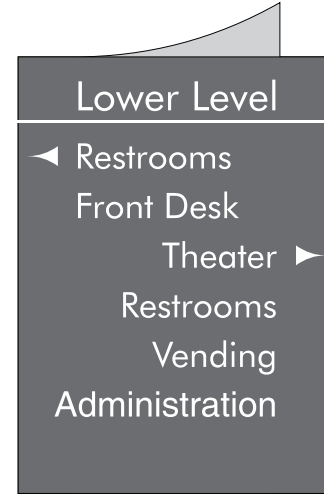 Lower Level
Restrooms
Front Desk
Theater
Restrooms
Vending
Administration